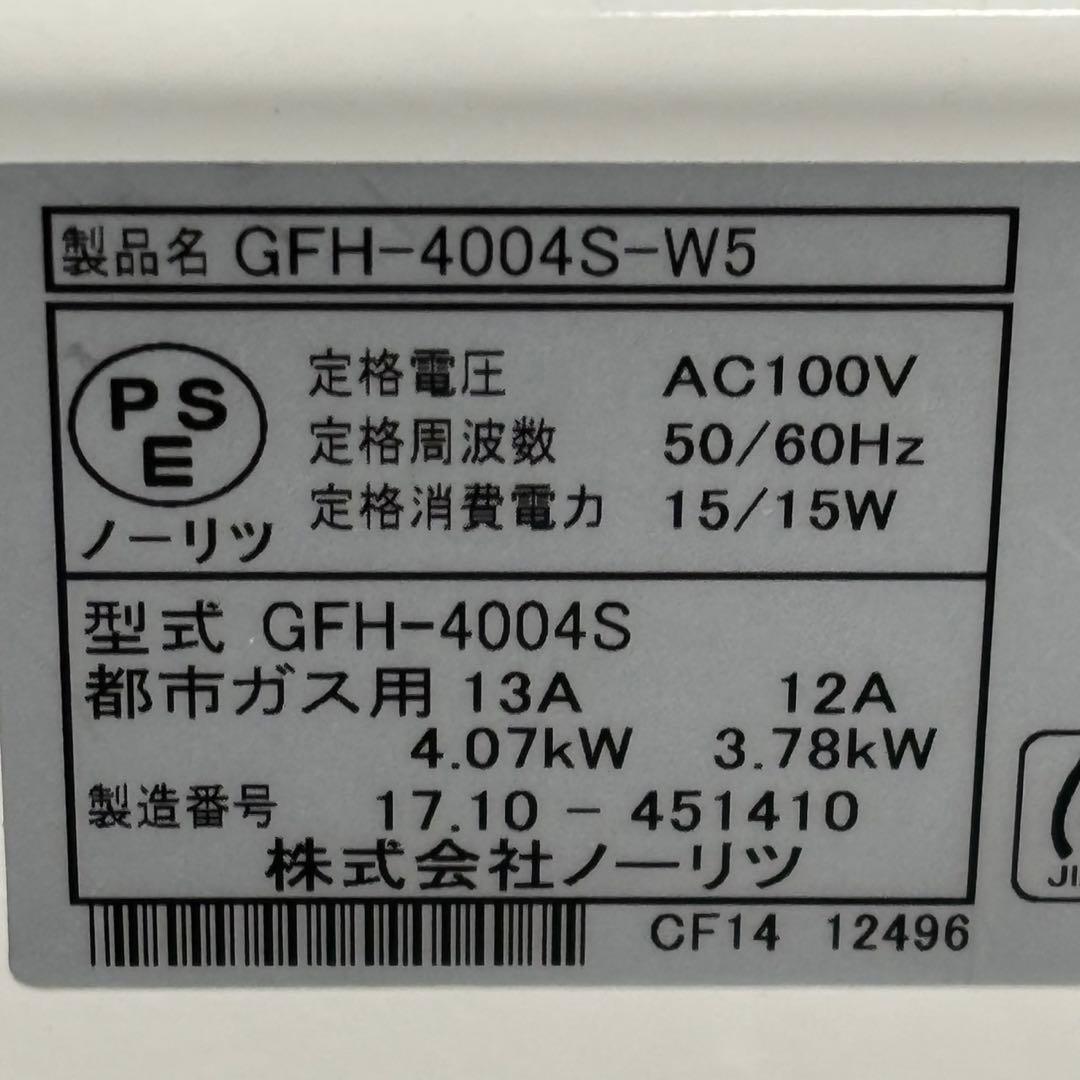 製品名 GFH-4004S-W5
PS
E
ノーリツ
定格電圧 AC100V
定格周波数 50/60Hz
定格消費電力 15/15W
型式 GFH-4004S
都市ガス用 13A 12A
4.07kW 3.78kW
製造番号 17.10 - 451410
株式会社ノーリツ
CF14 12496